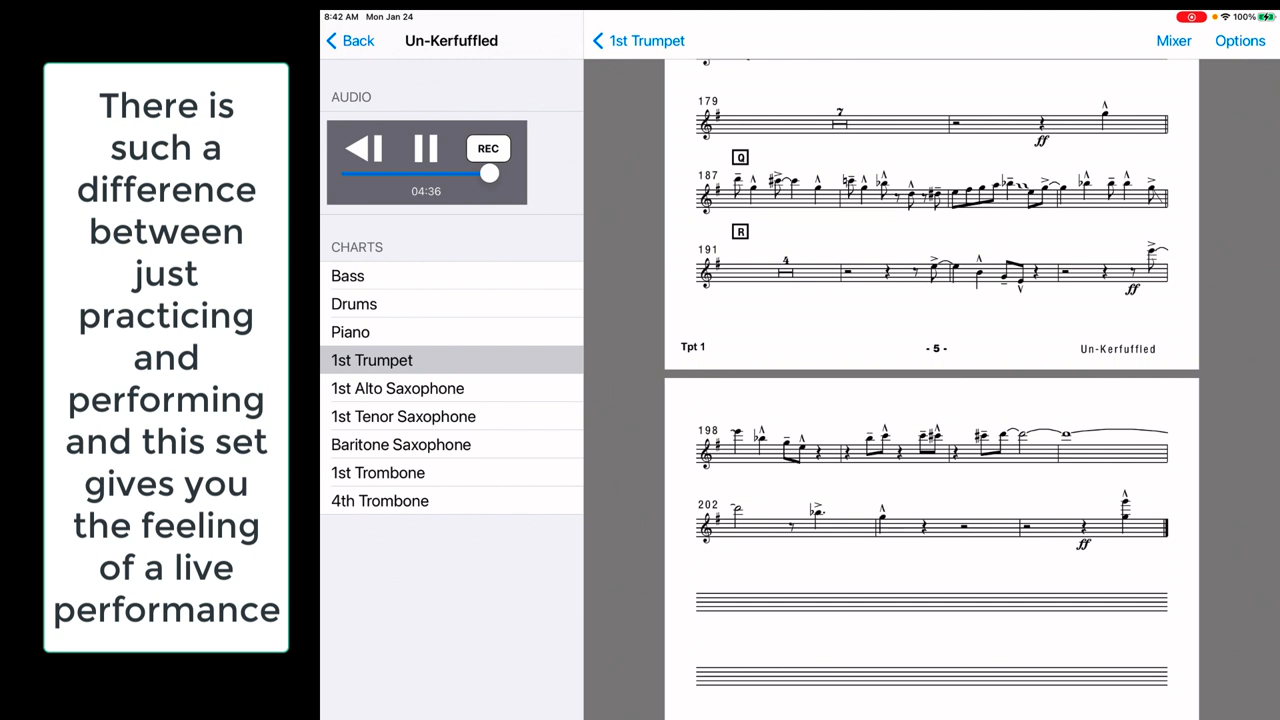 There is
such a
difference
between
just
practicing
and
performing
and this set
gives you
the feeling
of a live
performance
8:42 AM Mon Jan 24
100%
Back
Un-Kerfuffled
1st Trumpet
Mixer
Options
AUDIO
REC
04:36
CHARTS
Bass
Drums
Piano
1st Trumpet
1st Alto Saxophone
1st Tenor Saxophone
Baritone Saxophone
1st Trombone
4th Trombone
179
7
ff
Q
187
R
191
4
ff
Tpt 1
- 5 -
Un-Kerfuffled
198
202
ff